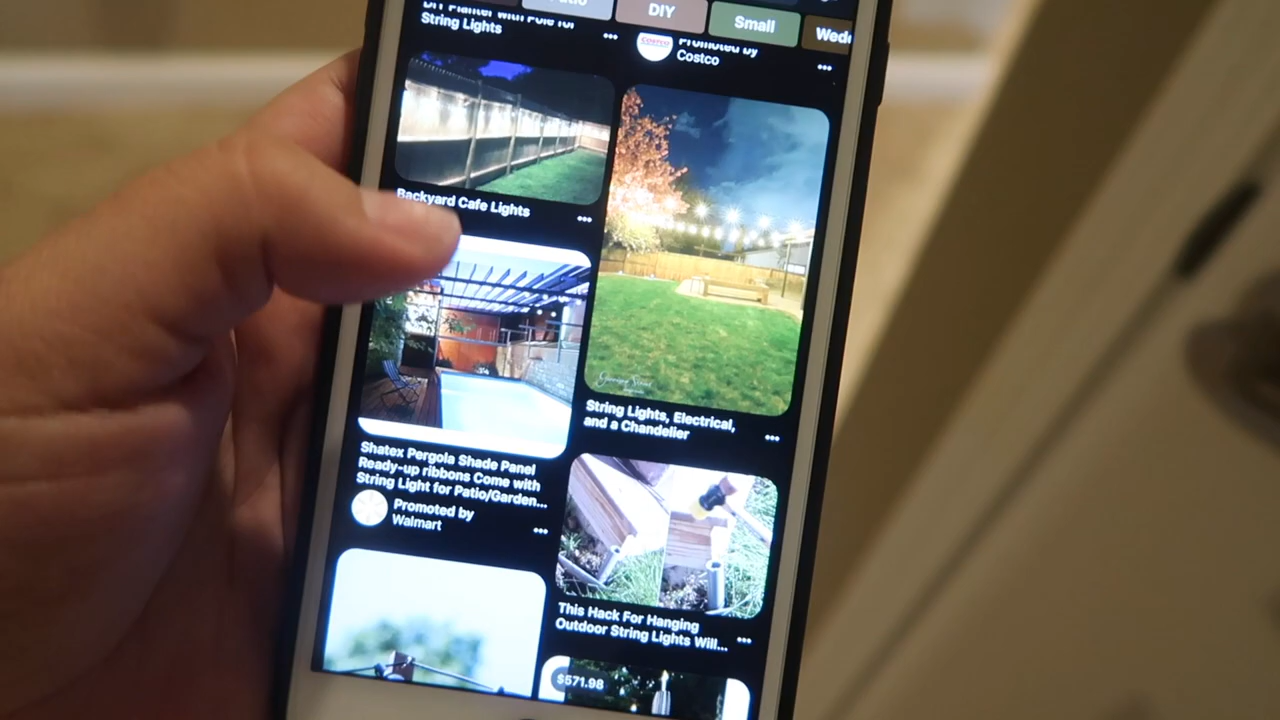 DIY
Small
DIY Planter with Pole for
String Lights
Promoted by
Costco
Backyard Cafe Lights
String Lights, Electrical,
and a Chandelier
Shatex Pergola Shade Panel
Ready-up ribbons Come with
String Light for Patio/Garden...
Promoted by
Walmart
This Hack For Hanging
Outdoor String Lights Will...
$571.98